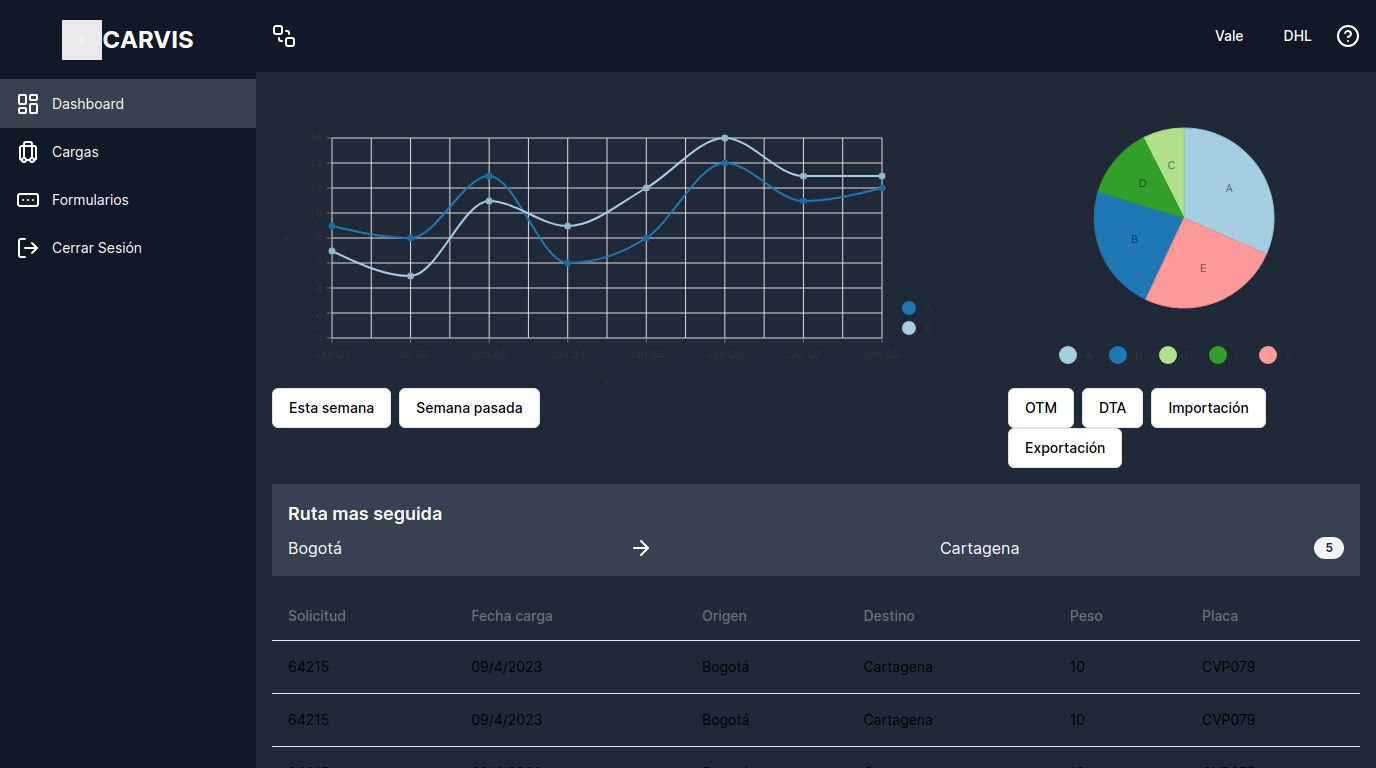 CARVIS
Vale DHL
Dashboard
Cargas
Formularios
Cerrar Sesión
16
14
12
10
8
6
4
2
0
Y
Jan 01 Jan 02 Jan 03 Jan 04 Jan 05 Jan 06 Jan 07 Jan 08
X
A
B
A
B
C
D
E
A B C D E
Esta semana Semana pasada
OTM DTA Importación
Exportación
Ruta mas seguida
Bogotá Cartagena 5
Solicitud Fecha carga Origen Destino Peso Placa
64215 09/4/2023 Bogotá Cartagena 10 CVP079
64215 09/4/2023 Bogotá Cartagena 10 CVP079